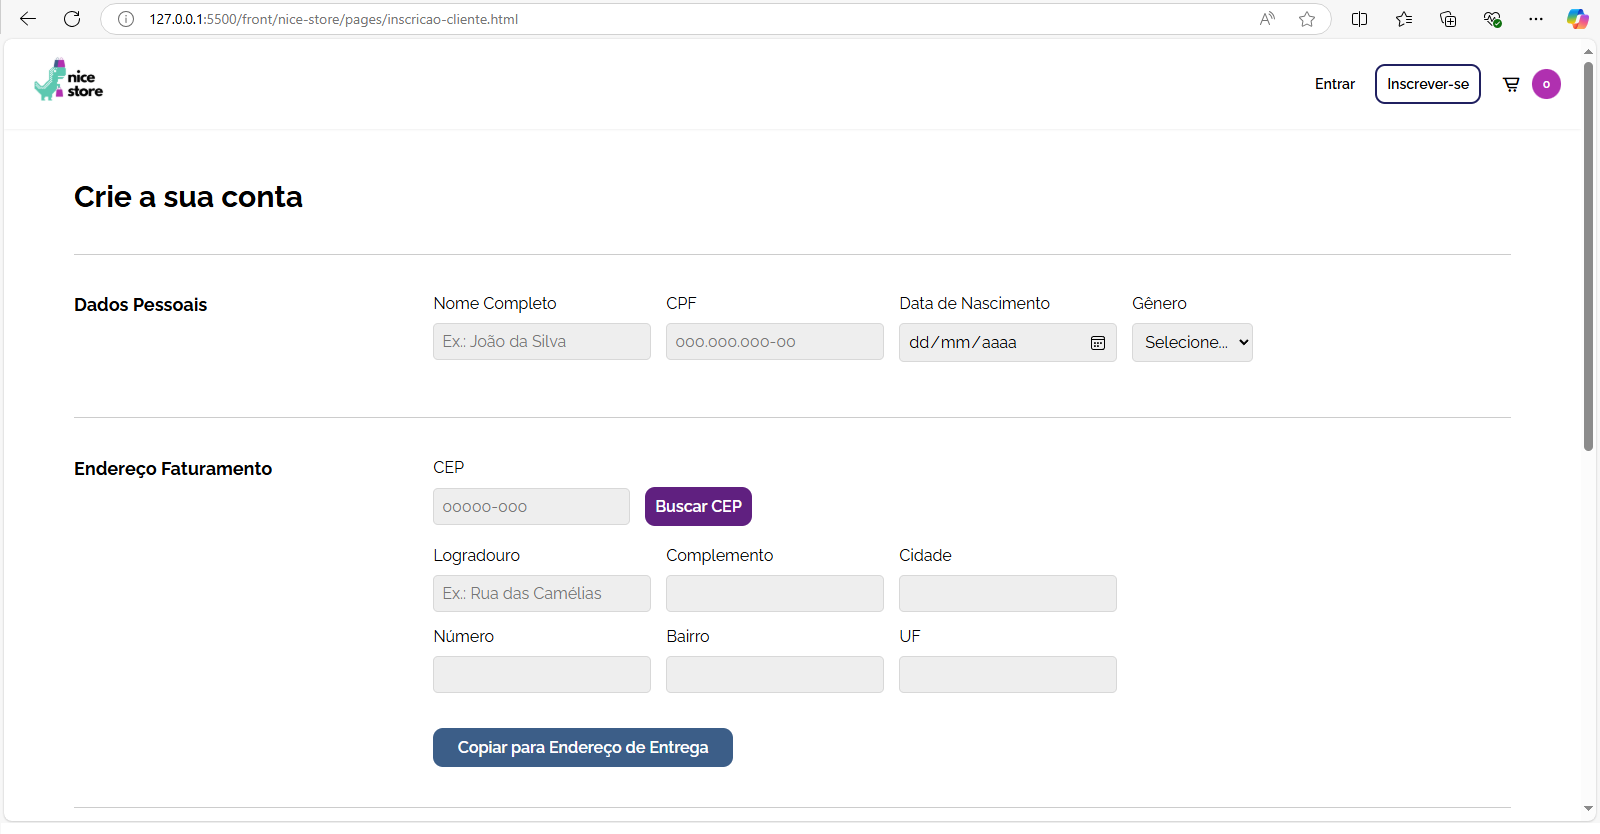 127.0.0.1:5500/front/nice-store/pages/inscricao-cliente.html
nice
store
Entrar
Inscrever-se
0
Crie a sua conta
Dados Pessoais
Nome Completo
CPF
Data de Nascimento
Gênero
Ex.: João da Silva
000.000.000-00
dd/mm/aaaa
Selecione...
Endereço Faturamento
CEP
00000-000
Buscar CEP
Logradouro
Complemento
Cidade
Ex.: Rua das Camélias
Número
Bairro
UF
Copiar para Endereço de Entrega